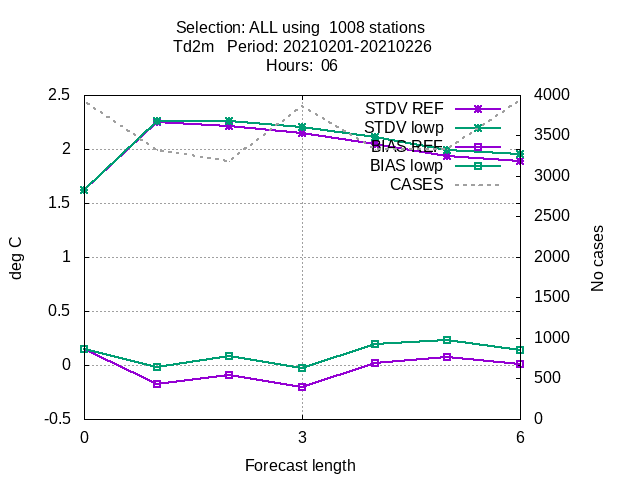 Selection: ALL using  1008 stations
Td2m   Period: 20210201-20210226
Hours:  06
2.5
2
1.5
1
0.5
0
-0.5
4000
3500
3000
2500
2000
1500
1000
500
0
STDV REF
STDV lowp
BIAS REF
BIAS lowp
CASES
deg C
No cases
0
3
6
Forecast length